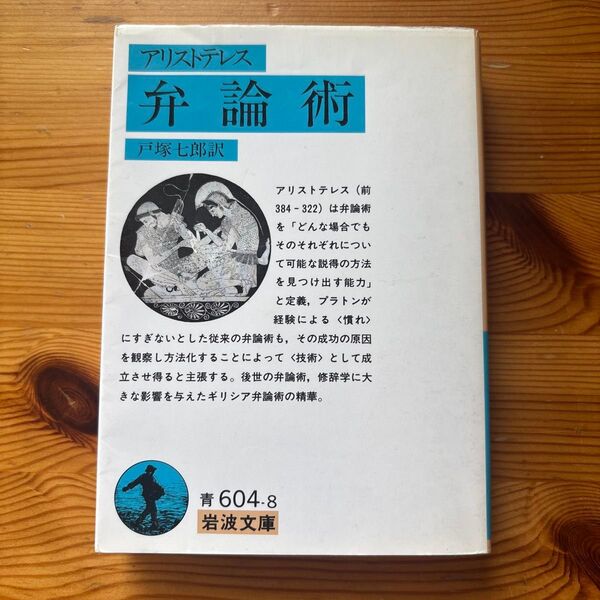 アリストテレス
弁論術
戸塚七郎訳
アリストテレス（前
384-322）は弁論術
を「どんな場合でも
そのそれぞれについ
て可能な説得の方法
を見つけ出す能力」
と定義，プラトンが
経験による〈慣れ〉
にすぎないとした従来の弁論術も，その成功の原因
を観察し方法化することによって〈技術〉として成
立させ得ると主張する。後世の弁論術，修辞学に大
きな影響を与えたギリシア弁論術の精華。
青604-8
岩波文庫